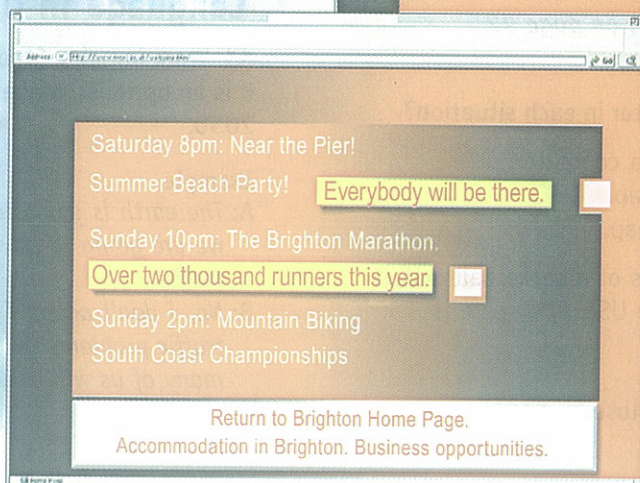 Address:
Go
Saturday 8pm: Near the Pier!
Summer Beach Party! Everybody will be there.
Sunday 10pm: The Brighton Marathon.
Over two thousand runners this year.
Sunday 2pm: Mountain Biking
South Coast Championships
Return to Brighton Home Page.
Accommodation in Brighton. Business opportunities.